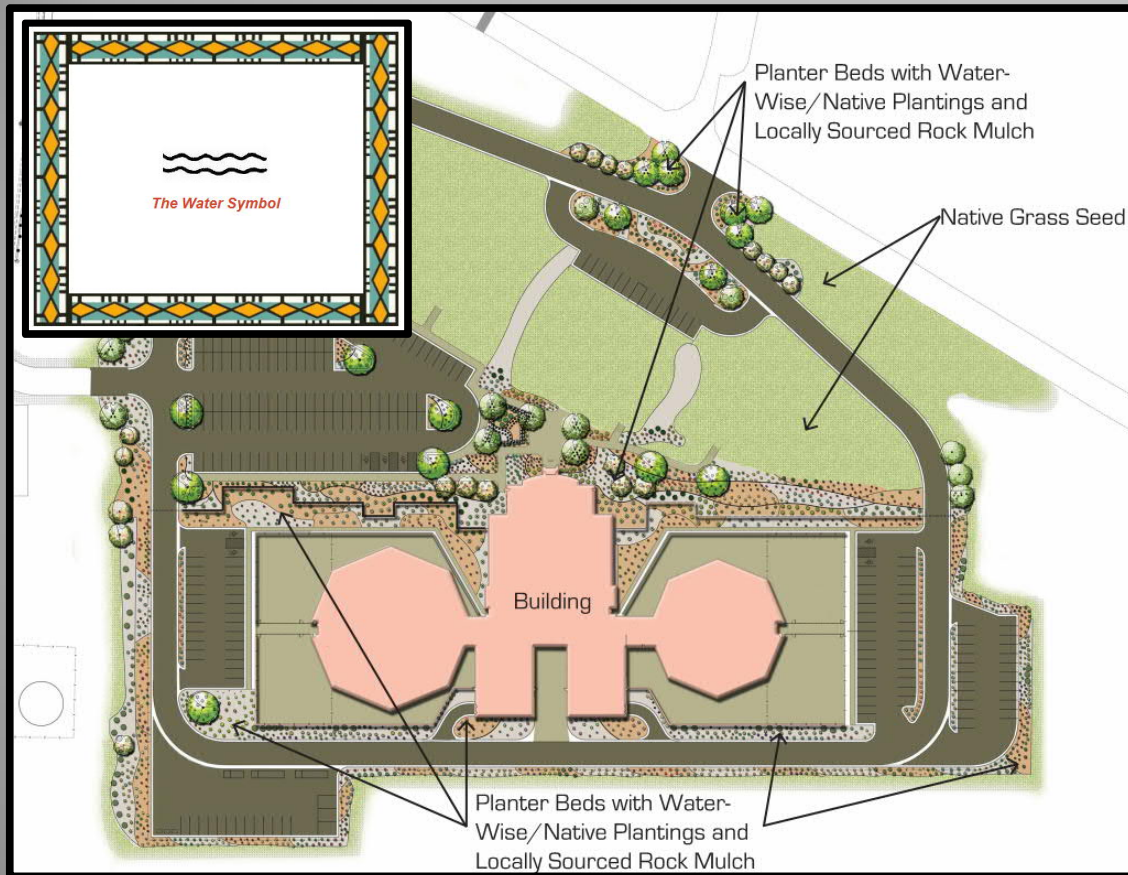 The Water Symbol
Planter Beds with Water-
Wise/Native Plantings and
Locally Sourced Rock Mulch
Native Grass Seed
Building
Planter Beds with Water-
Wise/Native Plantings and
Locally Sourced Rock Mulch